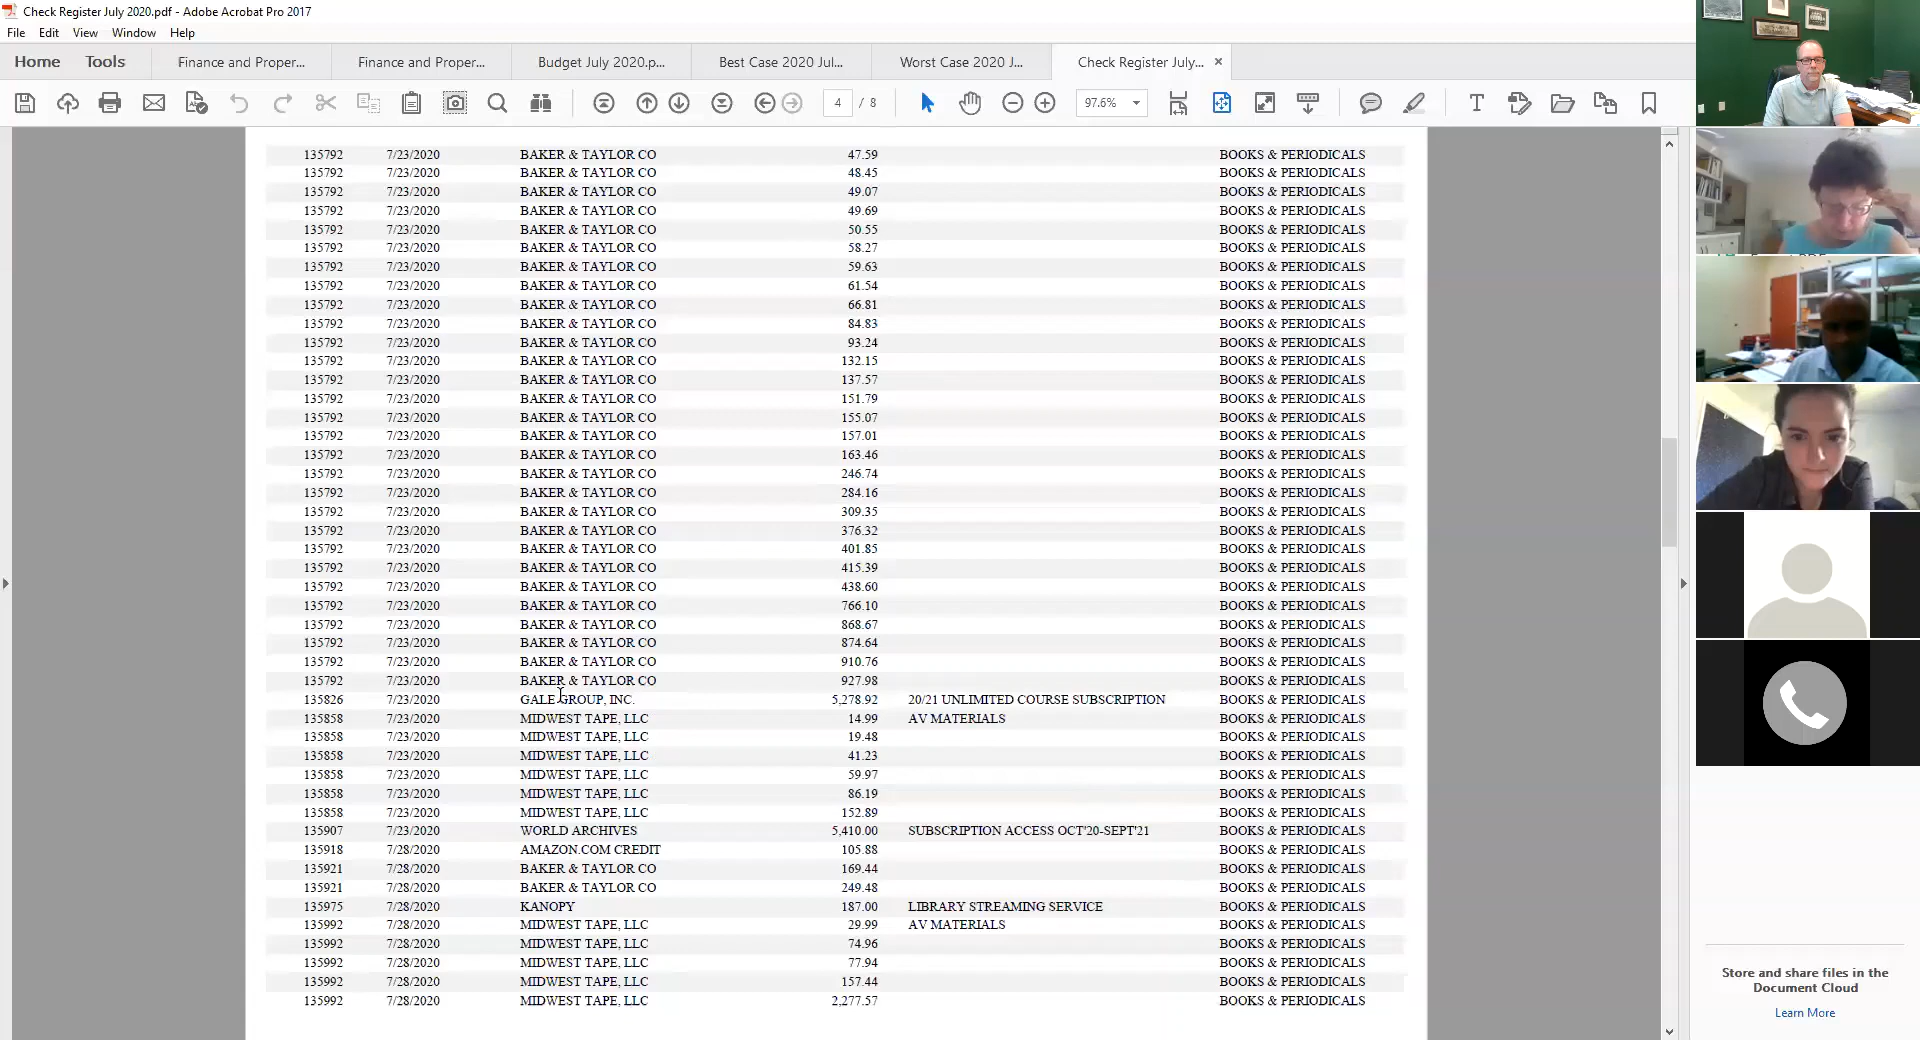 Check Register July 2020.pdf - Adobe Acrobat Pro 2017
File Edit View Window Help
Home Tools Finance and Proper... Finance and Proper... Budget July 2020.p... Best Case 2020 Jul... Worst Case 2020 J... Check Register July... ×
4 / 8 97.6%
135792 7/23/2020 BAKER & TAYLOR CO 47.59 BOOKS & PERIODICALS
135792 7/23/2020 BAKER & TAYLOR CO 48.45 BOOKS & PERIODICALS
135792 7/23/2020 BAKER & TAYLOR CO 49.07 BOOKS & PERIODICALS
135792 7/23/2020 BAKER & TAYLOR CO 49.69 BOOKS & PERIODICALS
135792 7/23/2020 BAKER & TAYLOR CO 50.55 BOOKS & PERIODICALS
135792 7/23/2020 BAKER & TAYLOR CO 58.27 BOOKS & PERIODICALS
135792 7/23/2020 BAKER & TAYLOR CO 59.63 BOOKS & PERIODICALS
135792 7/23/2020 BAKER & TAYLOR CO 61.54 BOOKS & PERIODICALS
135792 7/23/2020 BAKER & TAYLOR CO 66.81 BOOKS & PERIODICALS
135792 7/23/2020 BAKER & TAYLOR CO 84.83 BOOKS & PERIODICALS
135792 7/23/2020 BAKER & TAYLOR CO 93.24 BOOKS & PERIODICALS
135792 7/23/2020 BAKER & TAYLOR CO 132.15 BOOKS & PERIODICALS
135792 7/23/2020 BAKER & TAYLOR CO 137.57 BOOKS & PERIODICALS
135792 7/23/2020 BAKER & TAYLOR CO 151.79 BOOKS & PERIODICALS
135792 7/23/2020 BAKER & TAYLOR CO 155.07 BOOKS & PERIODICALS
135792 7/23/2020 BAKER & TAYLOR CO 157.01 BOOKS & PERIODICALS
135792 7/23/2020 BAKER & TAYLOR CO 163.46 BOOKS & PERIODICALS
135792 7/23/2020 BAKER & TAYLOR CO 246.74 BOOKS & PERIODICALS
135792 7/23/2020 BAKER & TAYLOR CO 284.16 BOOKS & PERIODICALS
135792 7/23/2020 BAKER & TAYLOR CO 309.35 BOOKS & PERIODICALS
135792 7/23/2020 BAKER & TAYLOR CO 376.32 BOOKS & PERIODICALS
135792 7/23/2020 BAKER & TAYLOR CO 401.85 BOOKS & PERIODICALS
135792 7/23/2020 BAKER & TAYLOR CO 415.39 BOOKS & PERIODICALS
135792 7/23/2020 BAKER & TAYLOR CO 438.60 BOOKS & PERIODICALS
135792 7/23/2020 BAKER & TAYLOR CO 766.10 BOOKS & PERIODICALS
135792 7/23/2020 BAKER & TAYLOR CO 868.67 BOOKS & PERIODICALS
135792 7/23/2020 BAKER & TAYLOR CO 874.64 BOOKS & PERIODICALS
135792 7/23/2020 BAKER & TAYLOR CO 910.76 BOOKS & PERIODICALS
135792 7/23/2020 BAKER & TAYLOR CO 927.98 BOOKS & PERIODICALS
135826 7/23/2020 GALE GROUP, INC. 5,278.92 20/21 UNLIMITED COURSE SUBSCRIPTION BOOKS & PERIODICALS
135858 7/23/2020 MIDWEST TAPE, LLC 14.99 AV MATERIALS BOOKS & PERIODICALS
135858 7/23/2020 MIDWEST TAPE, LLC 19.48 BOOKS & PERIODICALS
135858 7/23/2020 MIDWEST TAPE, LLC 41.23 BOOKS & PERIODICALS
135858 7/23/2020 MIDWEST TAPE, LLC 59.97 BOOKS & PERIODICALS
135858 7/23/2020 MIDWEST TAPE, LLC 86.19 BOOKS & PERIODICALS
135858 7/23/2020 MIDWEST TAPE, LLC 152.89 BOOKS & PERIODICALS
135907 7/23/2020 WORLD ARCHIVES 5,410.00 SUBSCRIPTION ACCESS OCT'20-SEPT'21 BOOKS & PERIODICALS
135918 7/28/2020 AMAZON.COM CREDIT 105.88 BOOKS & PERIODICALS
135921 7/28/2020 BAKER & TAYLOR CO 169.44 BOOKS & PERIODICALS
135921 7/28/2020 BAKER & TAYLOR CO 249.48 BOOKS & PERIODICALS
135975 7/28/2020 KANOPY 187.00 LIBRARY STREAMING SERVICE BOOKS & PERIODICALS
135992 7/28/2020 MIDWEST TAPE, LLC 29.99 AV MATERIALS BOOKS & PERIODICALS
135992 7/28/2020 MIDWEST TAPE, LLC 74.96 BOOKS & PERIODICALS
135992 7/28/2020 MIDWEST TAPE, LLC 77.94 BOOKS & PERIODICALS
135992 7/28/2020 MIDWEST TAPE, LLC 157.44 BOOKS & PERIODICALS
135992 7/28/2020 MIDWEST TAPE, LLC 2,277.57 BOOKS & PERIODICALS
Store and share files in the
Document Cloud
Learn More